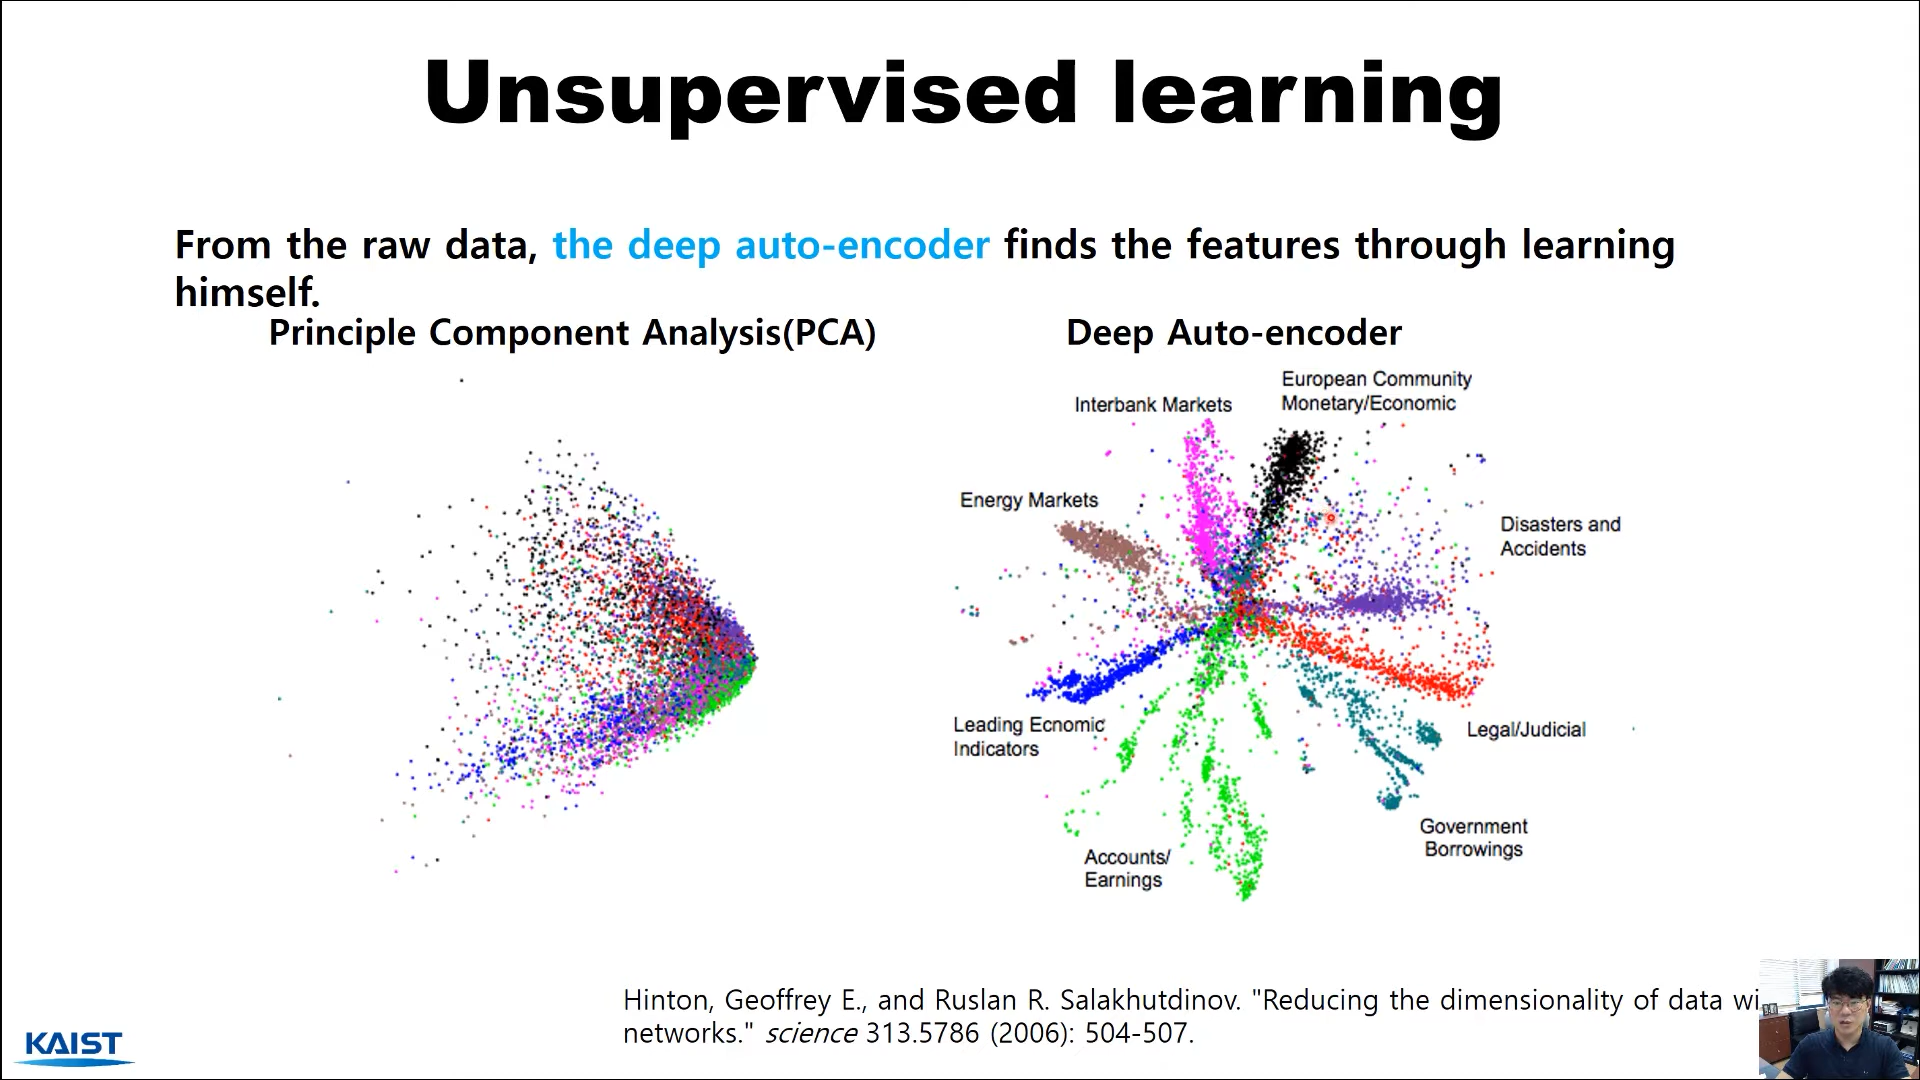 Unsupervised learning
From the raw data, the deep auto-encoder finds the features through learning
himself.
Principle Component Analysis(PCA)
Deep Auto-encoder
European Community
Monetary/Economic
Interbank Markets
Energy Markets
Disasters and
Accidents
Leading Ecnomic
Indicators
Legal/Judicial
Government
Borrowings
Accounts/
Earnings
Hinton, Geoffrey E., and Ruslan R. Salakhutdinov. "Reducing the dimensionality of data wi
networks." science 313.5786 (2006): 504-507.
KAIST